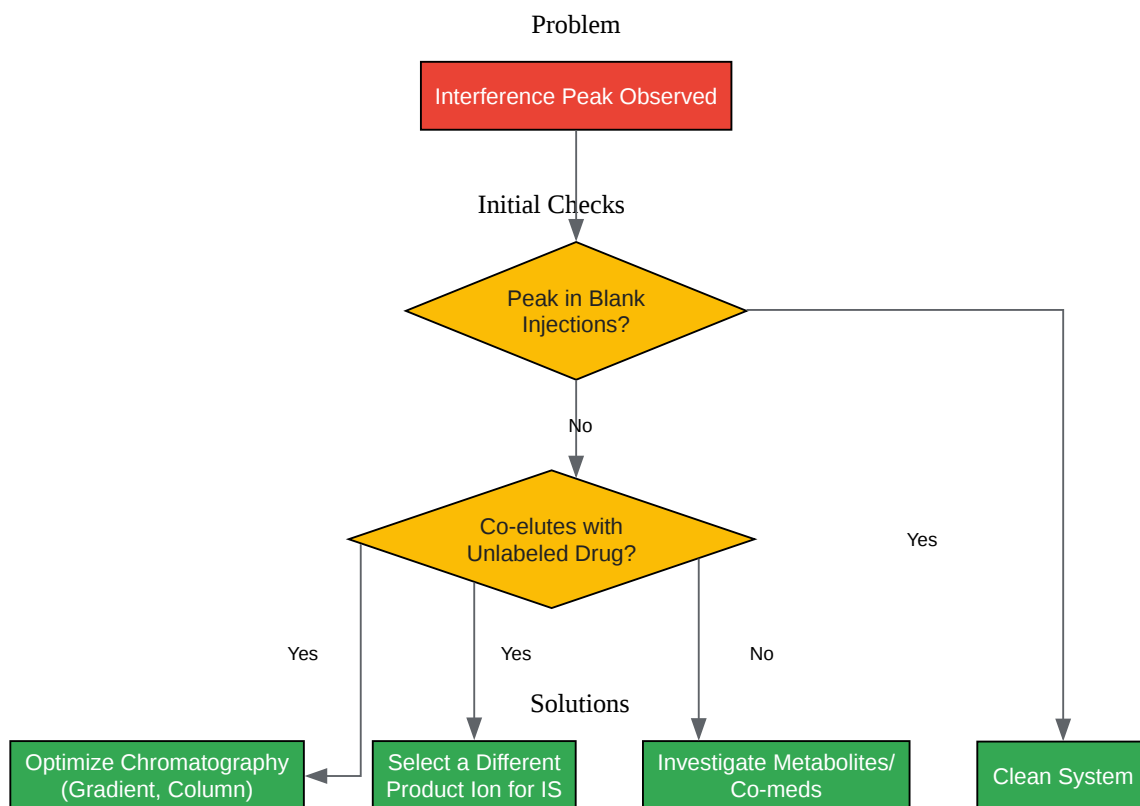 Problem
Interference Peak Observed
Initial Checks
Peak in Blank
Injections?
No
Co-elutes with
Unlabeled Drug?
Yes
Yes
Yes
No
Solutions
Optimize Chromatography
(Gradient, Column)
Select a Different
Product Ion for IS
Investigate Metabolites/
Co-meds
Clean System